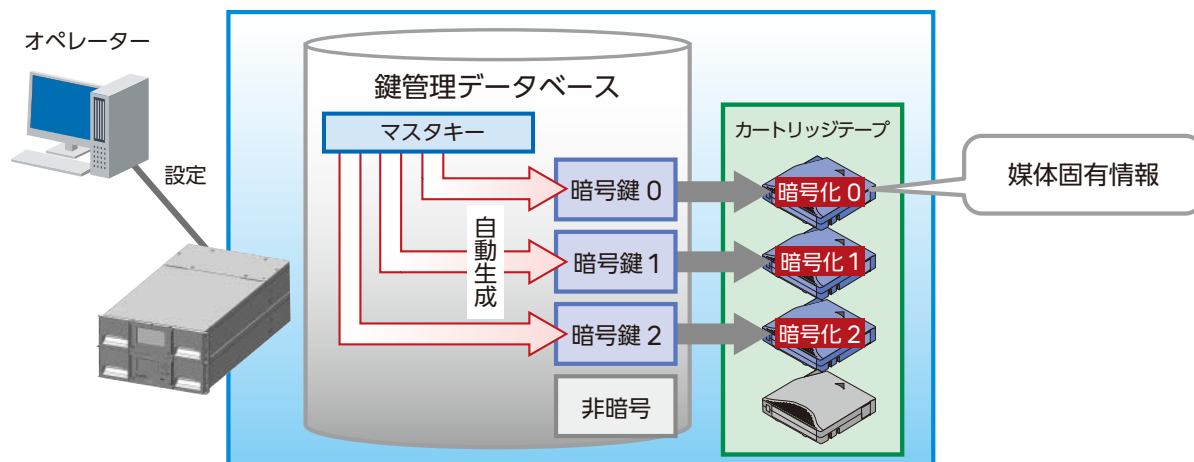 オペレーター
設定
鍵管理データベース
マスタキー
自動生成
暗号鍵 0
暗号鍵 1
暗号鍵 2
非暗号
カートリッジテープ
暗号化 0
暗号化 1
暗号化 2
媒体固有情報